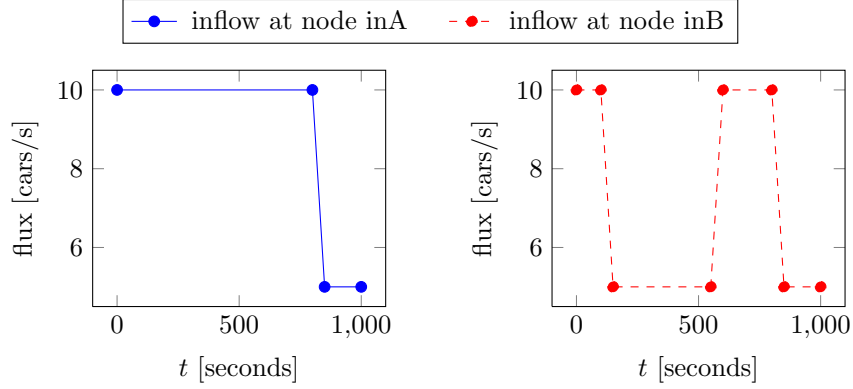 inflow at node inA inflow at node inB
10
8
6
flux [cars/s]
0 500 1,000
t [seconds]
10
8
6
flux [cars/s]
0 500 1,000
t [seconds]